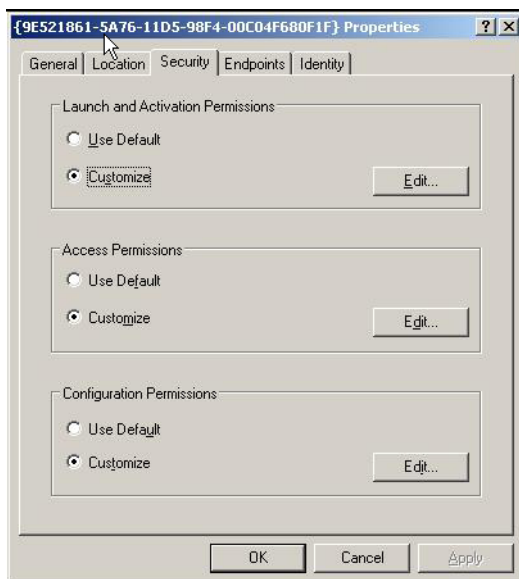 {9E521861-5A76-11D5-98F4-00C04F680F1F} Properties
General Location Security Endpoints Identity
Launch and Activation Permissions
Use Default
Customize
Edit...
Access Permissions
Use Default
Customize
Edit...
Configuration Permissions
Use Default
Customize
Edit...
OK Cancel Apply